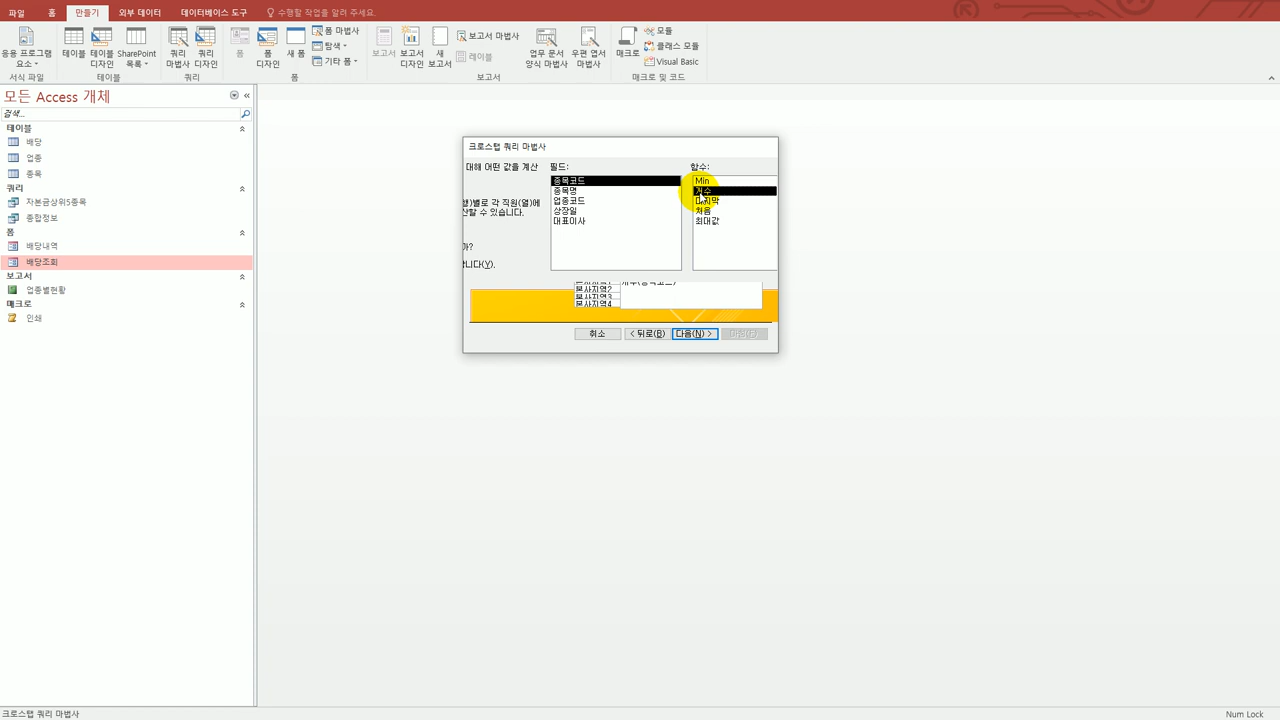 파일 홈 만들기 외부 데이터 데이터베이스 도구 수행할 작업을 알려 주세요.
응용 프로그램 요소
서식 파일
테이블
테이블 디자인
SharePoint 목록
테이블
쿼리 마법사
쿼리 디자인
쿼리
폼
폼 디자인
새 폼
폼 마법사
탐색
기타 폼
폼
보고서
보고서 디자인
새 보고서
보고서 마법사
레이블
보고서
업무 문서 양식 마법사
우편 엽서 마법사
매크로
모듈
클래스 모듈
Visual Basic
매크로 및 코드
모든 Access 개체
검색...
테이블
배당
업종
종목
쿼리
자본금상위5종목
종합정보
폼
배당내역
배당조회
보고서
업종별현황
매크로
인쇄
크로스탭 쿼리 마법사
대해 어떤 값을 계산
필드:
함수:
종목코드
종목명
업종코드
상장일
대표이사
Min
개수
마지막
처음
최대값
행)별로 각 직원(열)에
산할 수 있습니다.
까?
합니다(Y).
본사지역2
본사지역3
본사지역4
취소
< 뒤로(B)
다음(N) >
크로스탭 쿼리 마법사
Num Lock